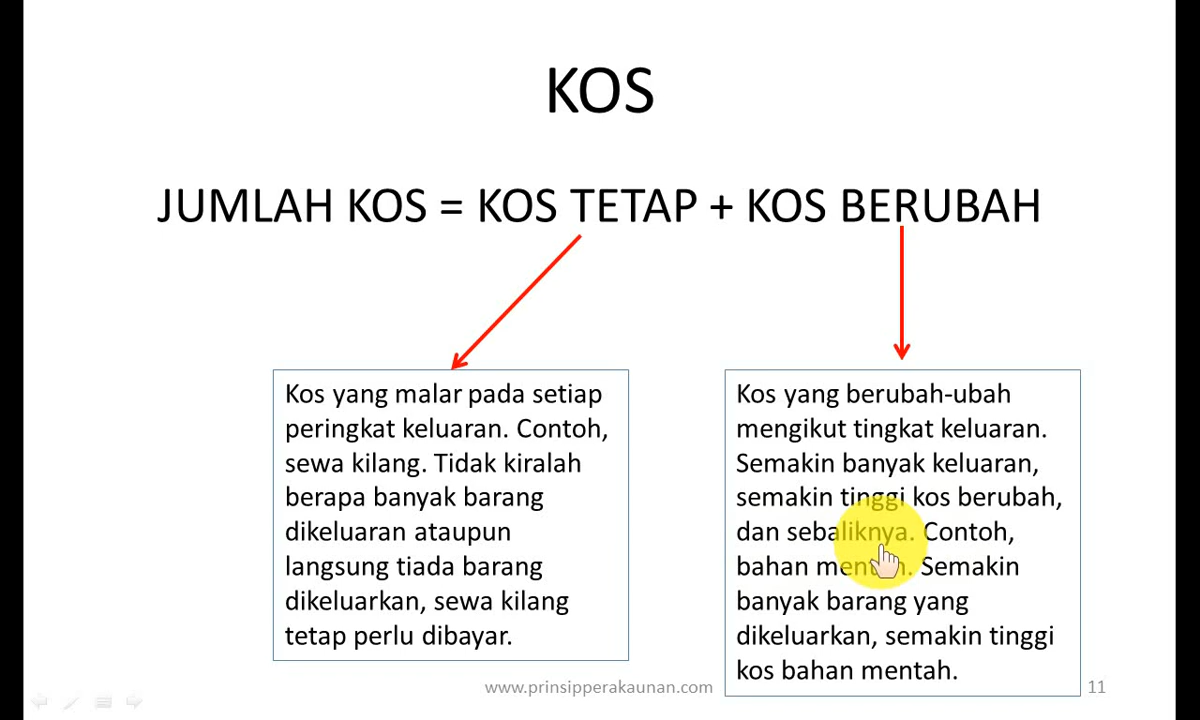 KOS
JUMLAH KOS = KOS TETAP + KOS BERUBAH
Kos yang malar pada setiap
peringkat keluaran. Contoh,
sewa kilang. Tidak kiralah
berapa banyak barang
dikeluaran ataupun
langsung tiada barang
dikeluarkan, sewa kilang
tetap perlu dibayar.
Kos yang berubah-ubah
mengikut tingkat keluaran.
Semakin banyak keluaran,
semakin tinggi kos berubah,
dan sebaliknya. Contoh,
bahan mentah. Semakin
banyak barang yang
dikeluarkan, semakin tinggi
kos bahan mentah.
www.prinsipperakaunan.com
11